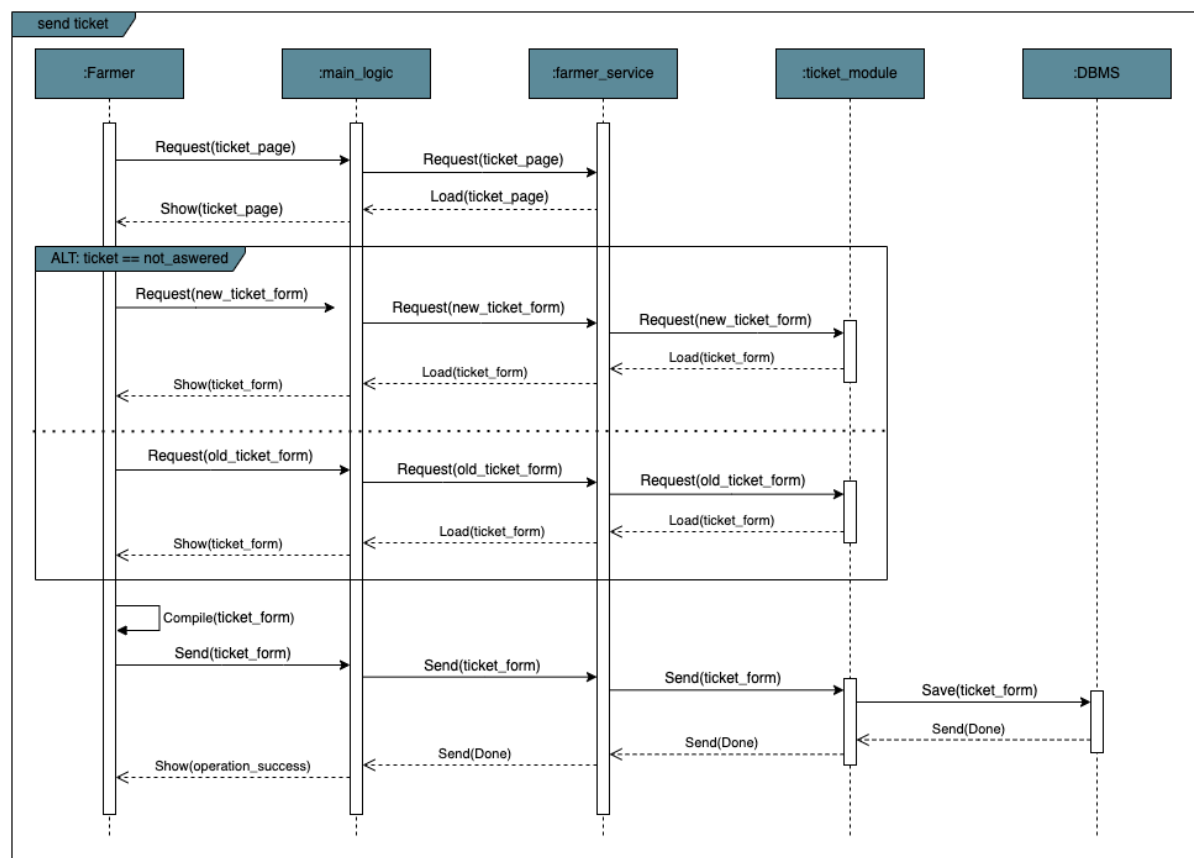 send ticket
:Farmer
:main_logic
:farmer_service
:ticket_module
:DBMS
Request(ticket_page)
Request(ticket_page)
Load(ticket_page)
Show(ticket_page)
ALT: ticket == not_aswered
Request(new_ticket_form)
Request(new_ticket_form)
Request(new_ticket_form)
Load(ticket_form)
Load(ticket_form)
Show(ticket_form)
Request(old_ticket_form)
Request(old_ticket_form)
Request(old_ticket_form)
Load(ticket_form)
Load(ticket_form)
Show(ticket_form)
Compile(ticket_form)
Send(ticket_form)
Send(ticket_form)
Send(ticket_form)
Save(ticket_form)
Send(Done)
Send(Done)
Send(Done)
Show(operation_success)